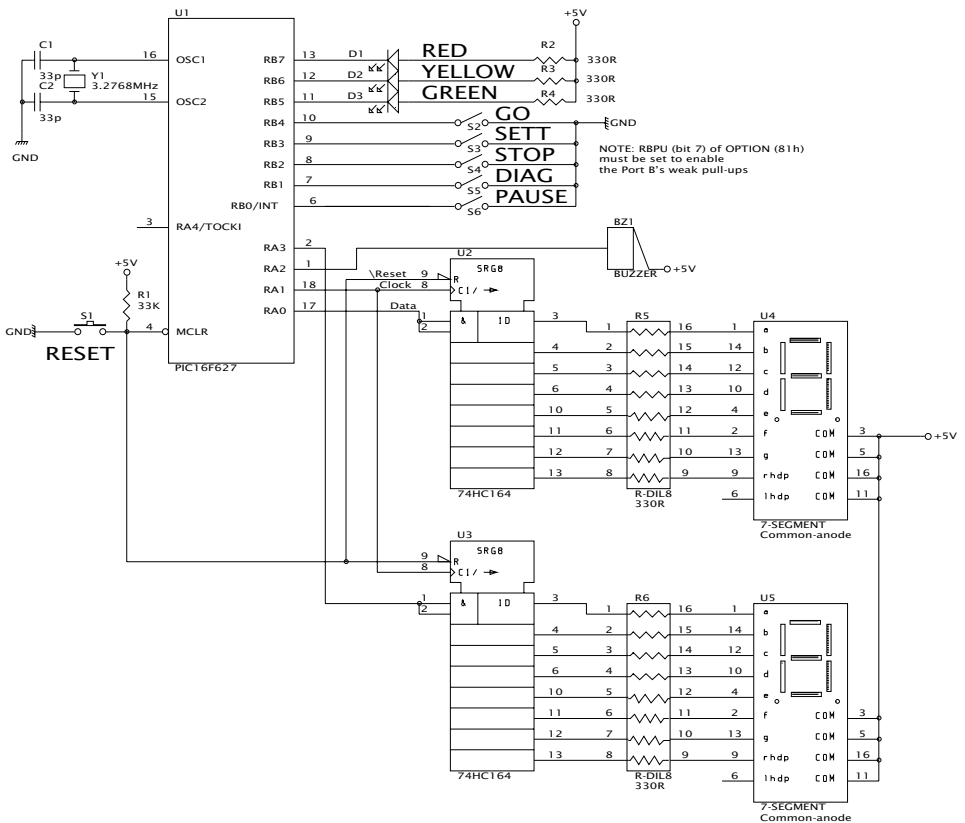 U1
+5V
C1
16
OSC1
RB7
13
D1
RED
R2
330R
33p
Y1
3.2768MHz
RB6
12
D2
YELLOW
R3
330R
C2
15
OSC2
RB5
11
D3
GREEN
R4
330R
33p
GND
RB4
10
S2
GO
GND
RB3
9
S3
SETT
RB2
8
S4
STOP
RB1
7
S5
DIAG
RB0/INT
6
S6
PAUSE
NOTE: RBPU (bit 7) of OPTION (81h)
must be set to enable
the Port B's weak pull-ups
3
RA4/TOCKI
RA3
2
RA2
1
RA1
18
RA0
17
BZ1
BUZZER
+5V
+5V
R1
33K
S1
GND
4
MCLR
RESET
PIC16F627
\Reset
Clock
Data
U2
SRG8
9
R
8
C1/
1
2
&
1D
3
4
5
6
10
11
12
13
74HC164
R5
1
16
2
15
3
14
4
13
5
12
6
11
7
10
8
9
R-DIL8
330R
U4
1
a
14
b
12
c
10
d
4
e
2
f
COM
3
+5V
13
g
COM
5
9
rhdp
COM
16
6
lhdp
COM
11
7-SEGMENT
Common-anode
U3
SRG8
9
R
8
C1/
1
2
&
1D
3
4
5
6
10
11
12
13
74HC164
R6
1
16
2
15
3
14
4
13
5
12
6
11
7
10
8
9
R-DIL8
330R
U5
1
a
14
b
12
c
10
d
4
e
2
f
COM
3
13
g
COM
5
9
rhdp
COM
16
6
lhdp
COM
11
7-SEGMENT
Common-anode